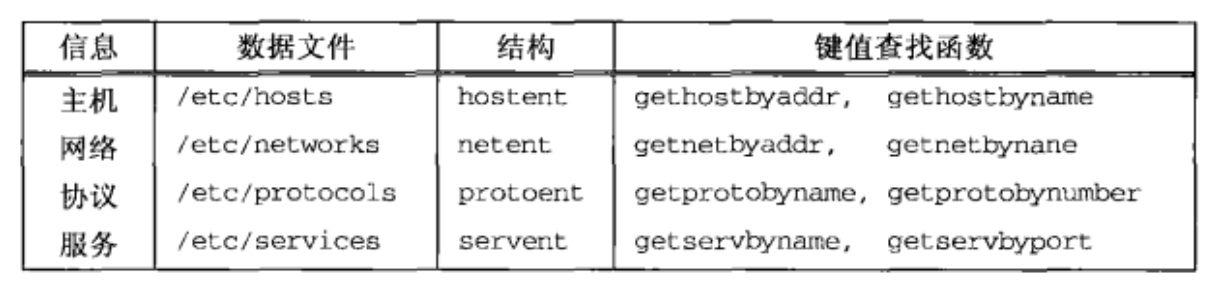 信息 数据文件 结构 键值查找函数
主机 /etc/hosts hostent gethostbyaddr, gethostbyname
网络 /etc/networks netent getnetbyaddr, getnetbynane
协议 /etc/protocols protoent getprotobyname, getprotobynumber
服务 /etc/services servent getservbyname, getservbyport